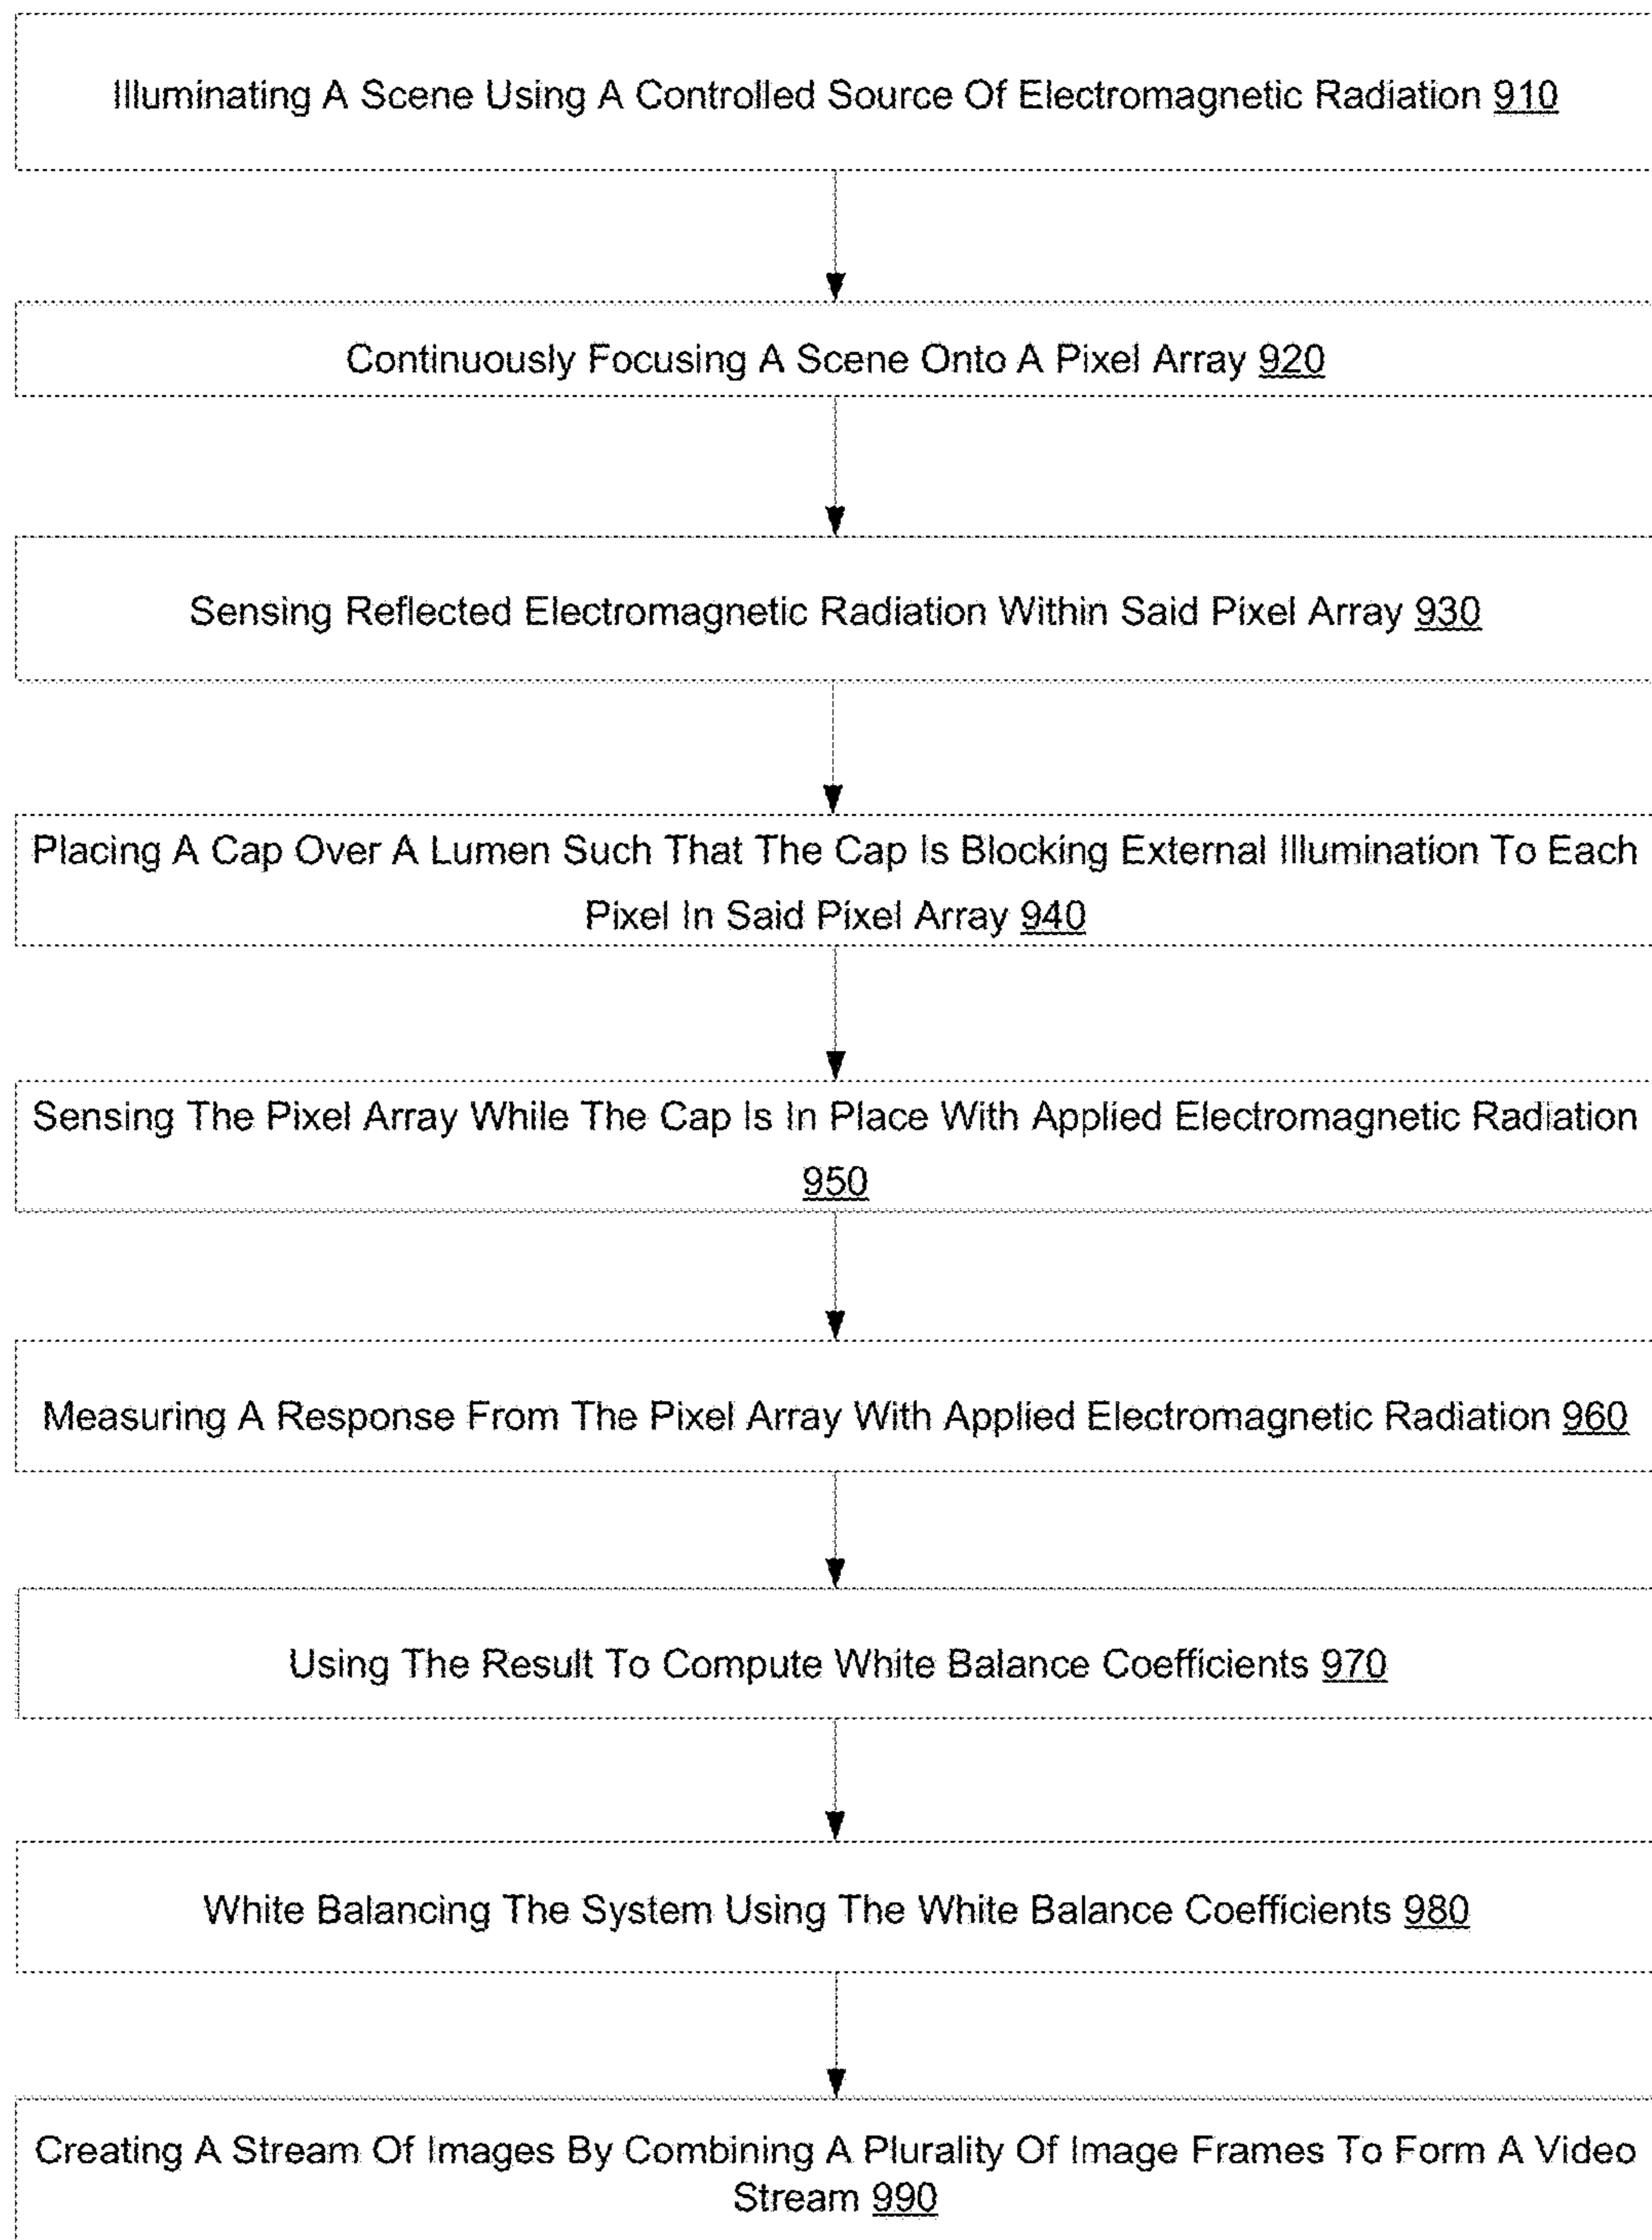 Illuminating A Scene Using A Controlled Source Of Electromagnetic Radiation 910
Continuously Focusing A Scene Onto A Pixel Array 920
Sensing Reflected Electromagnetic Radiation Within Said Pixel Array 930
Placing A Cap Over A Lumen Such That The Cap Is Blocking External Illumination To Each
Pixel In Said Pixel Array 940
Sensing The Pixel Array While The Cap Is In Place With Applied Electromagnetic Radiation
950
Measuring A Response From The Pixel Array With Applied Electromagnetic Radiation 960
Using The Result To Compute White Balance Coefficients 970
White Balancing The System Using The White Balance Coefficients 980
Creating A Stream Of Images By Combining A Plurality Of Image Frames To Form A Video
Stream 990